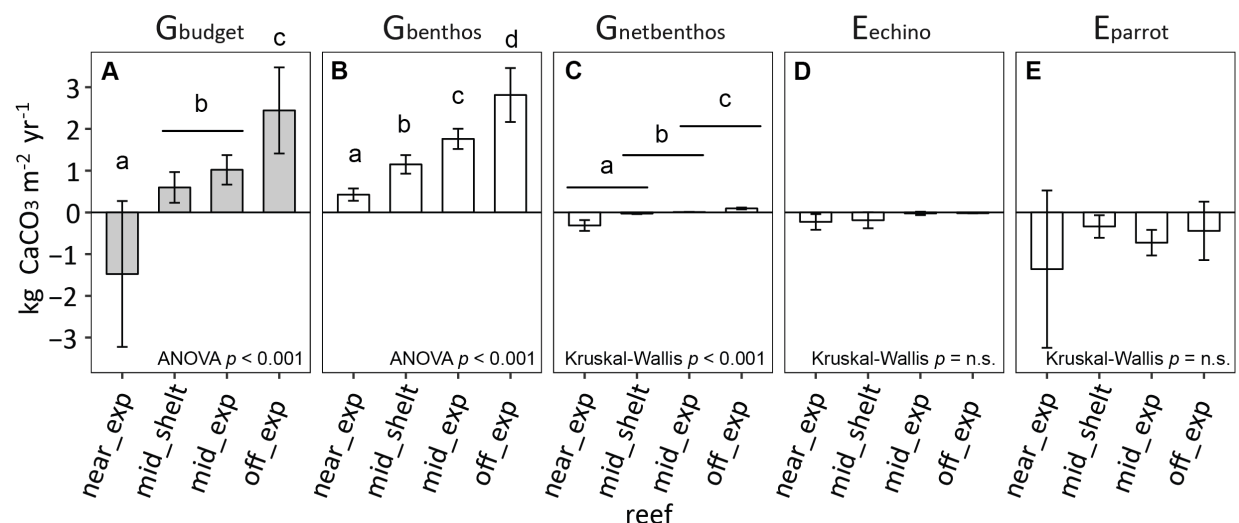 Gbudget
Gbenthos
Gnetbenthos
Eechino
Eparrot
kg CaCO3 m-2 yr-1
3
2
1
0
−1
−2
−3
A
a
b
c
ANOVA p < 0.001
B
a
b
c
d
ANOVA p < 0.001
C
a
b
c
Kruskal-Wallis p < 0.001
D
Kruskal-Wallis p = n.s.
E
Kruskal-Wallis p = n.s.
near_exp
mid_shelt
mid_exp
off_exp
near_exp
mid_shelt
mid_exp
off_exp
near_exp
mid_shelt
mid_exp
off_exp
near_exp
mid_shelt
mid_exp
off_exp
near_exp
mid_shelt
mid_exp
off_exp
reef